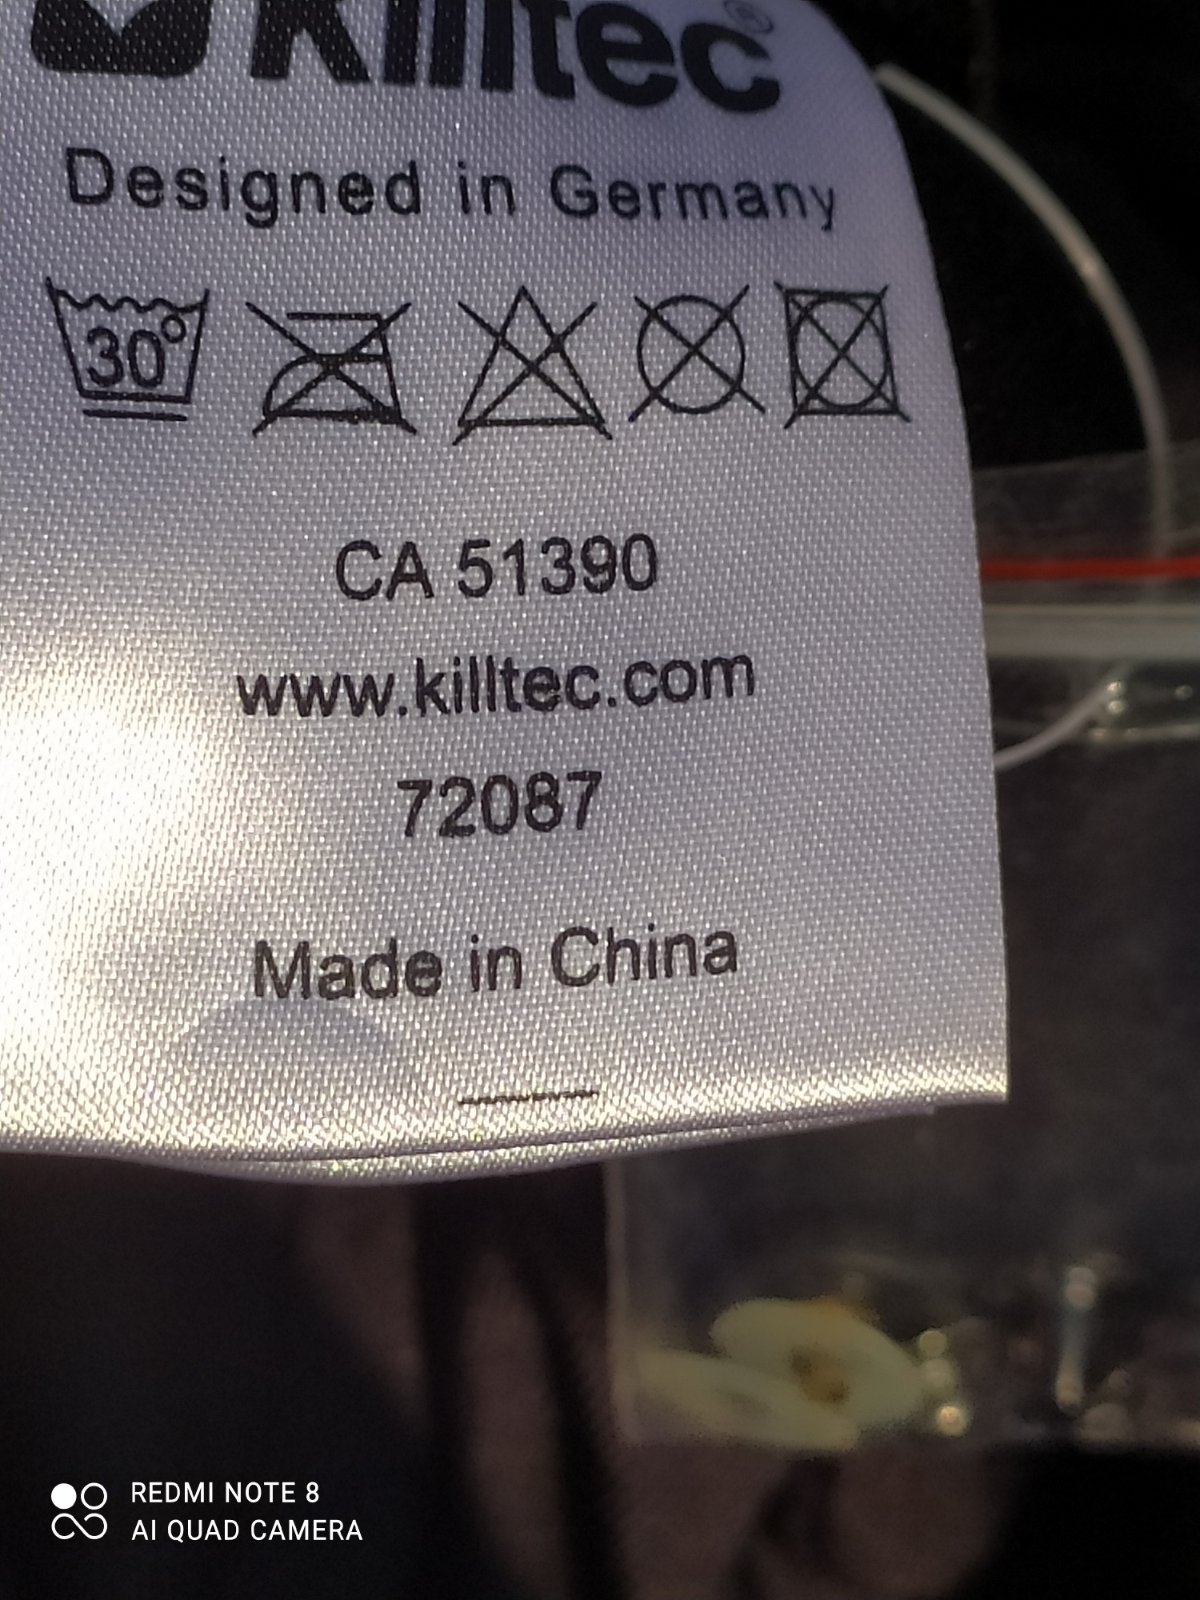 killtec®
Designed in Germany
30°
CA 51390
www.killtec.com
72087
Made in China
REDMI NOTE 8
AI QUAD CAMERA